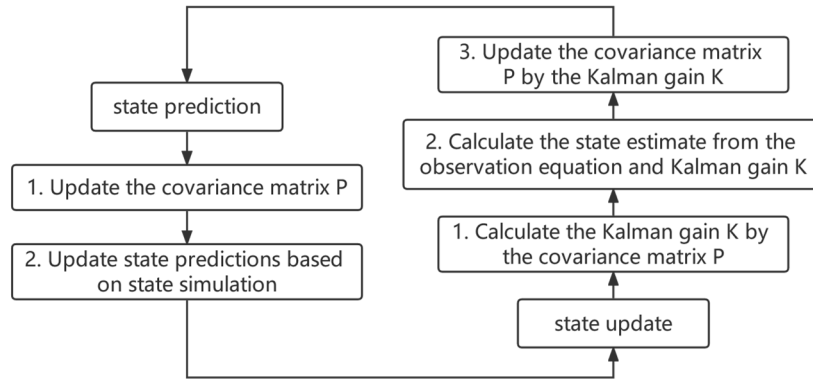 state prediction
1. Update the covariance matrix P
2. Update state predictions based
on state simulation
state update
1. Calculate the Kalman gain K by
the covariance matrix P
2. Calculate the state estimate from the
observation equation and Kalman gain K
3. Update the covariance matrix
P by the Kalman gain K